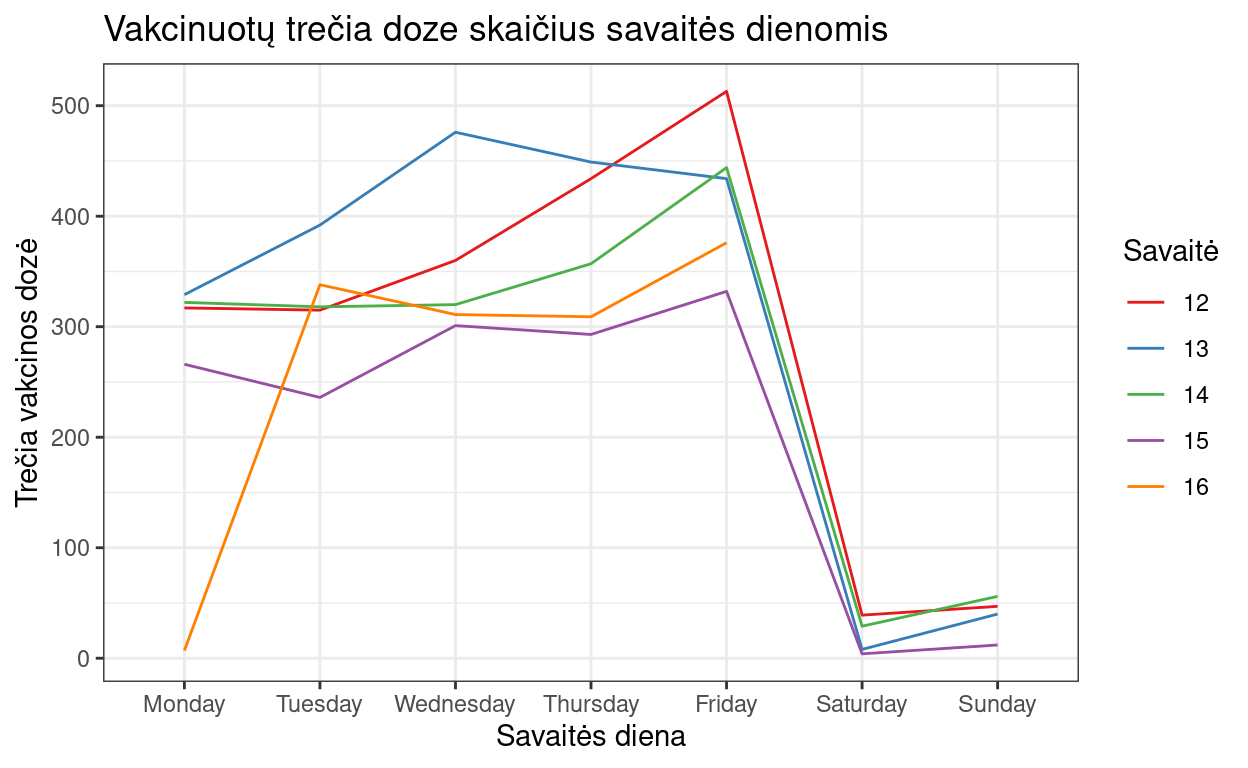 Vakcinuotų trečia doze skaičius savaitės dienomis
Trečia vakcinos dozė
500
400
300
200
100
0
Monday Tuesday Wednesday Thursday Friday Saturday Sunday
Savaitės diena
Savaitė
12
13
14
15
16